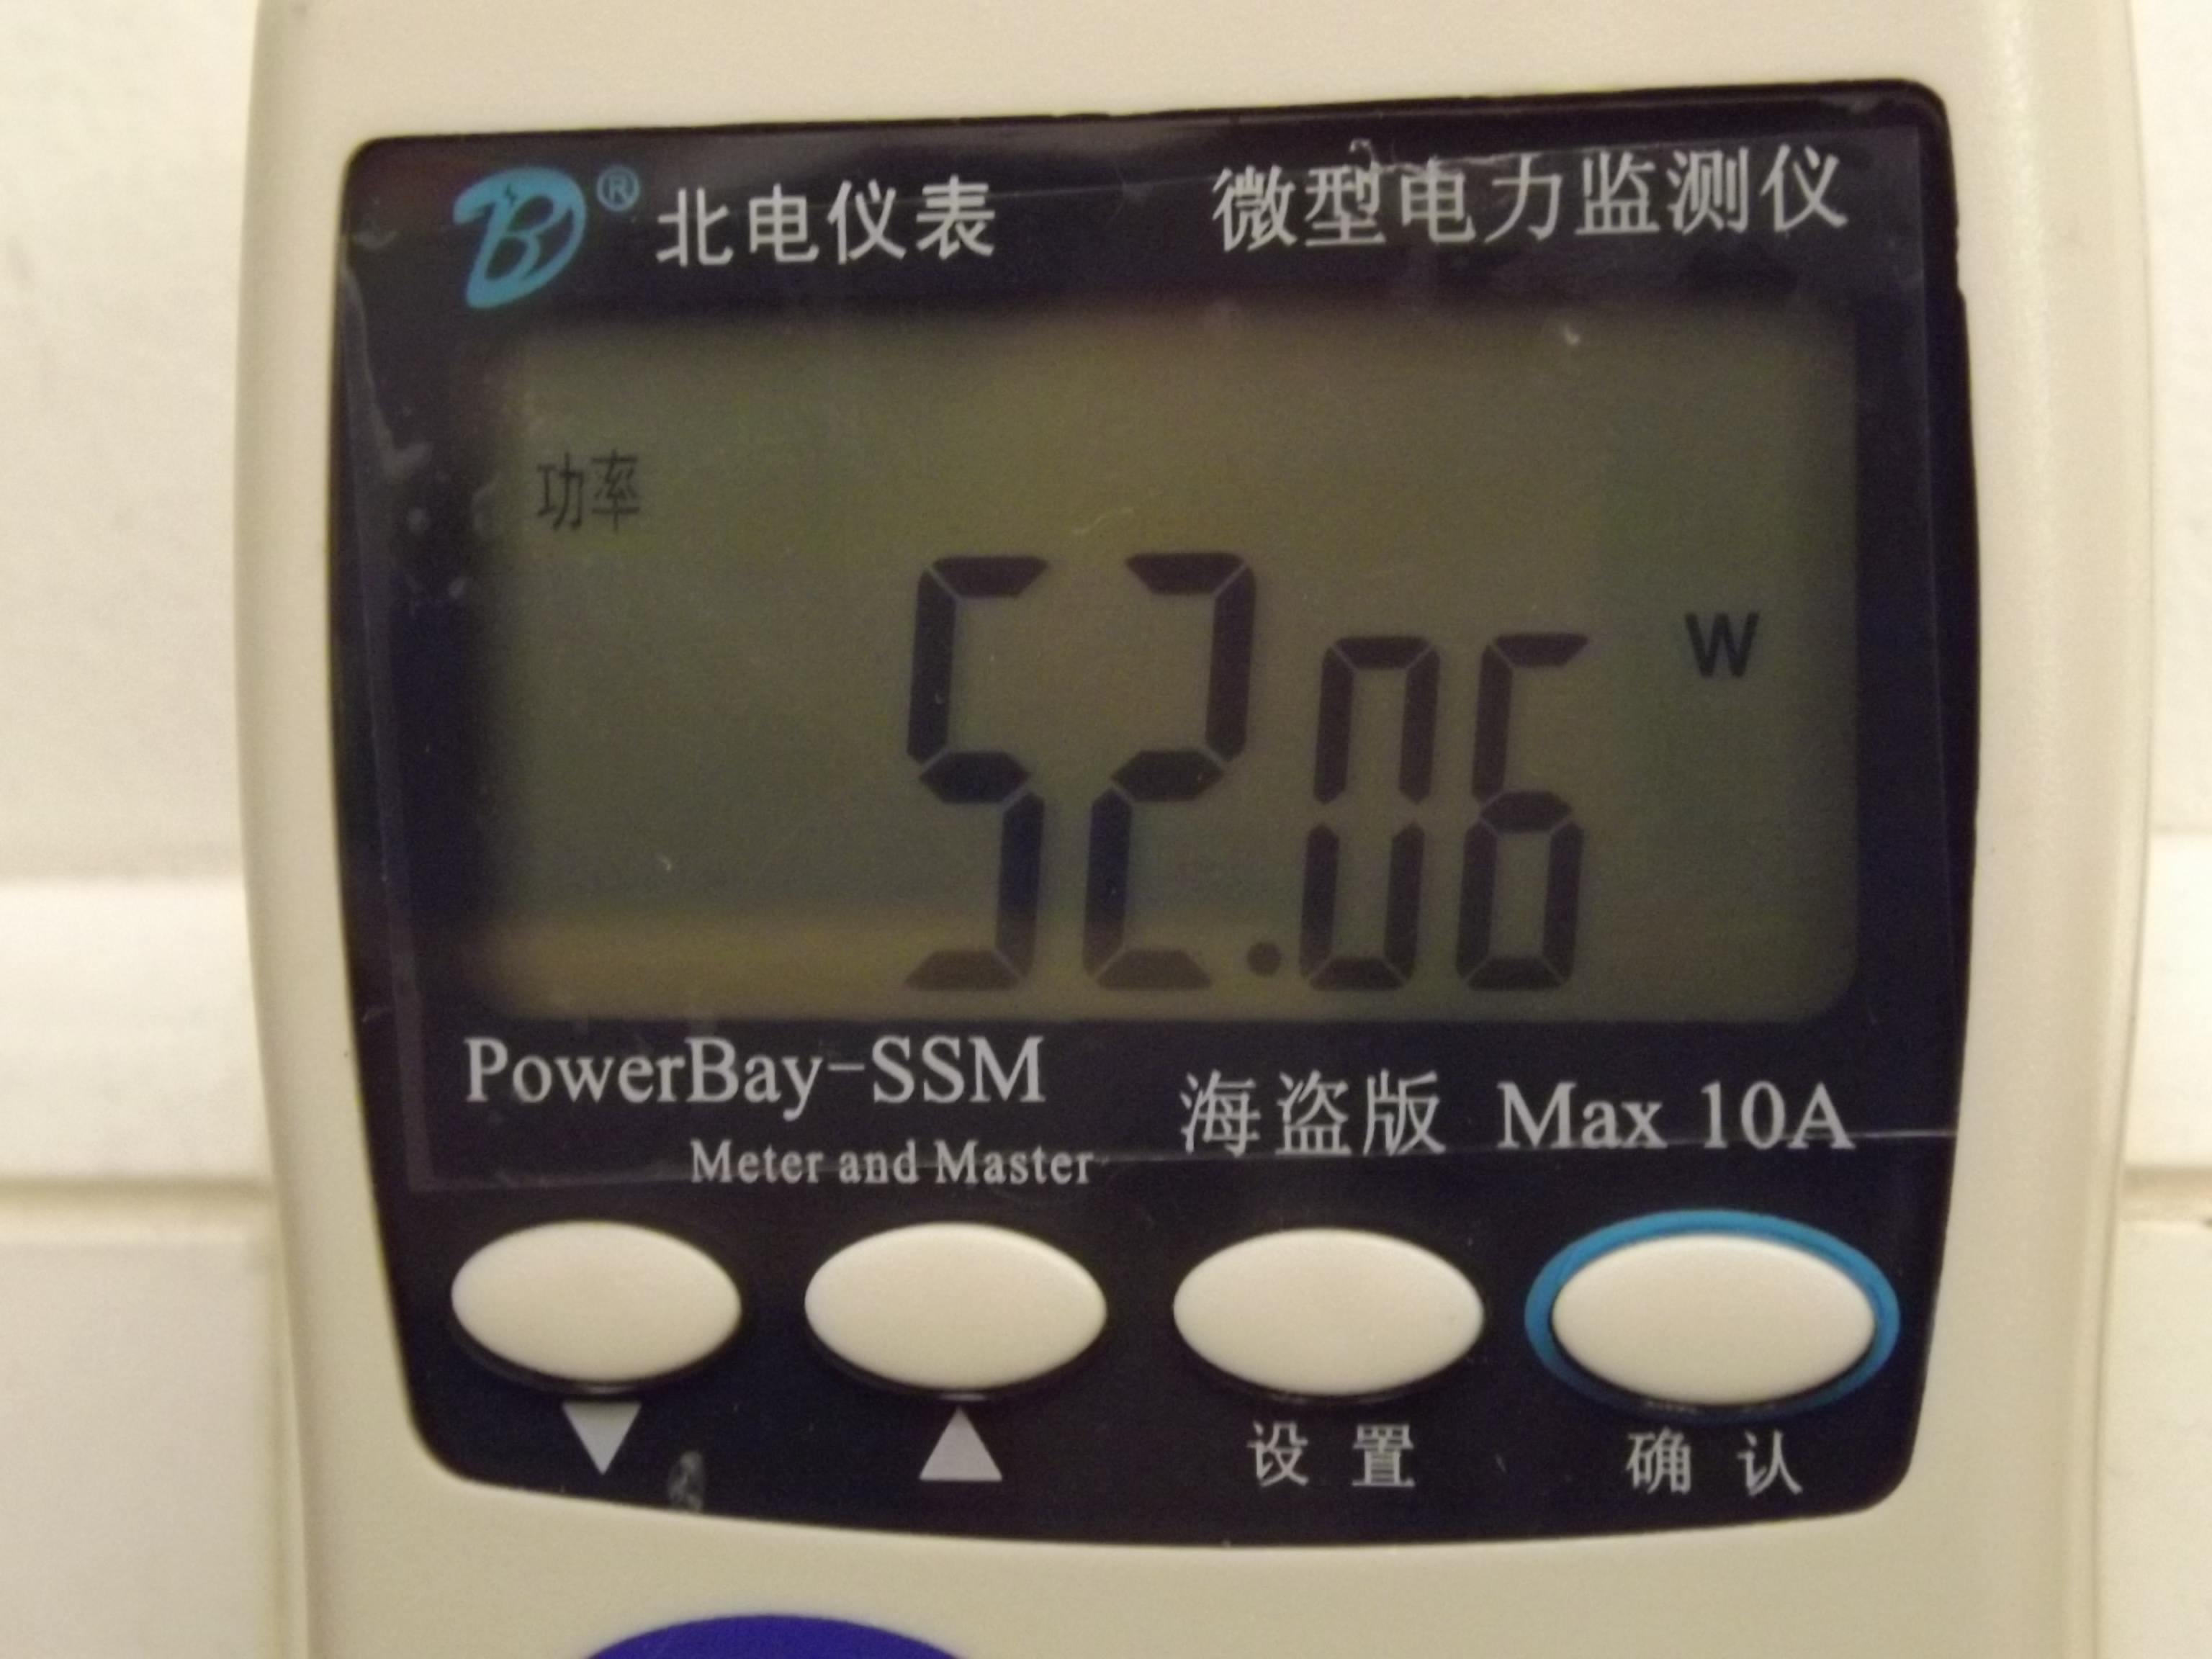 B® 北电仪表 微型电力监测仪
功率
52.06 W
PowerBay-SSM 海盗版 Max 10A
Meter and Master
▼ ▲ 设置 确认